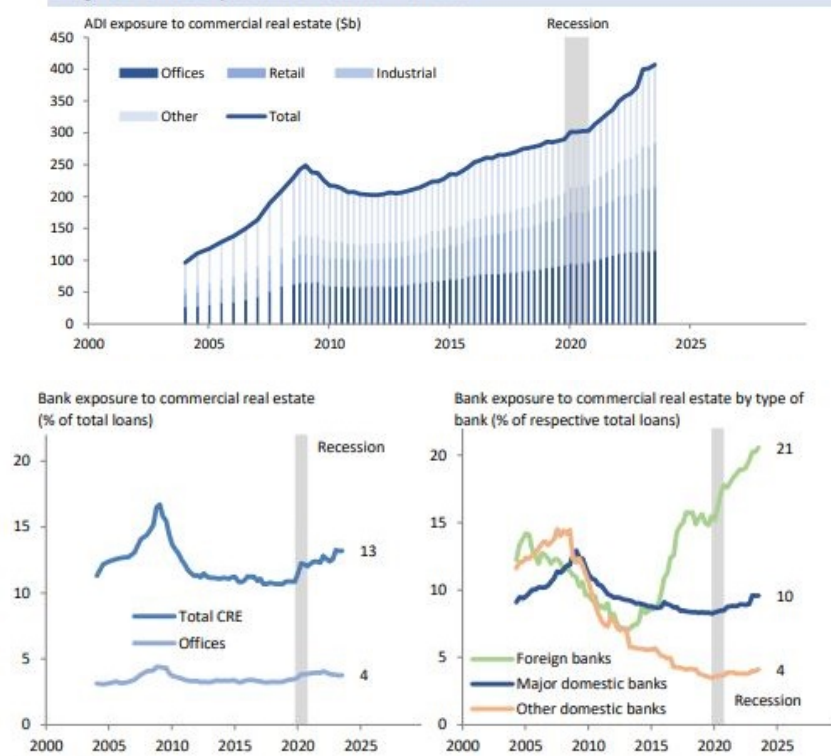 ADI exposure to commercial real estate ($b)
Recession
450
400
350
300
250
200
150
100
50
0
Offices Retail Industrial
Other Total
2000 2005 2010 2015 2020 2025
Bank exposure to commercial real estate
(% of total loans)
Recession
20
15
10
5
0
13
Total CRE
Offices
4
2000 2005 2010 2015 2020 2025
Bank exposure to commercial real estate by type of
bank (% of respective total loans)
20
15
10
5
0
21
10
Foreign banks
Major domestic banks
Other domestic banks
4
Recession
2000 2005 2010 2015 2020 2025